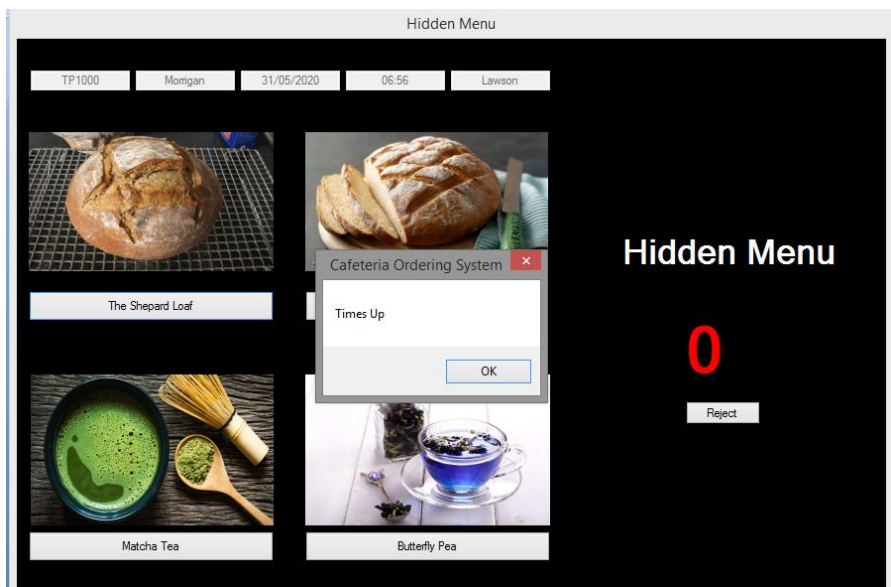 Hidden Menu
TP1000 Morrigan 31/05/2020 06:56 Lawson
Cafeteria Ordering System
Times Up
OK
The Shepard Loaf
Hidden Menu
0
Reject
Matcha Tea
Butterfly Pea